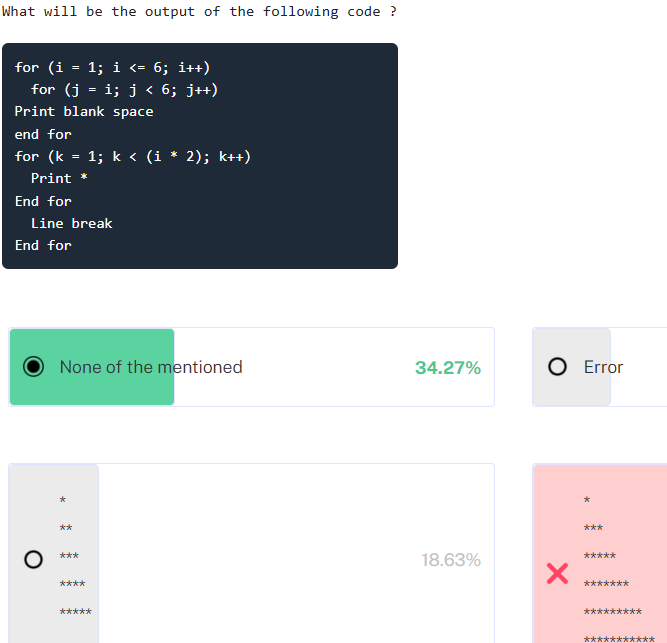 What will be the output of the following code ?
for (i = 1; i <= 6; i++)
for (j = i; j < 6; j++)
Print blank space
end for
for (k = 1; k < (i * 2); k++)
Print *
End for
Line break
End for
None of the mentioned
34.27%
Error
*
**
***
****
*****
18.63%
*
***
*****
*******
*********
***********